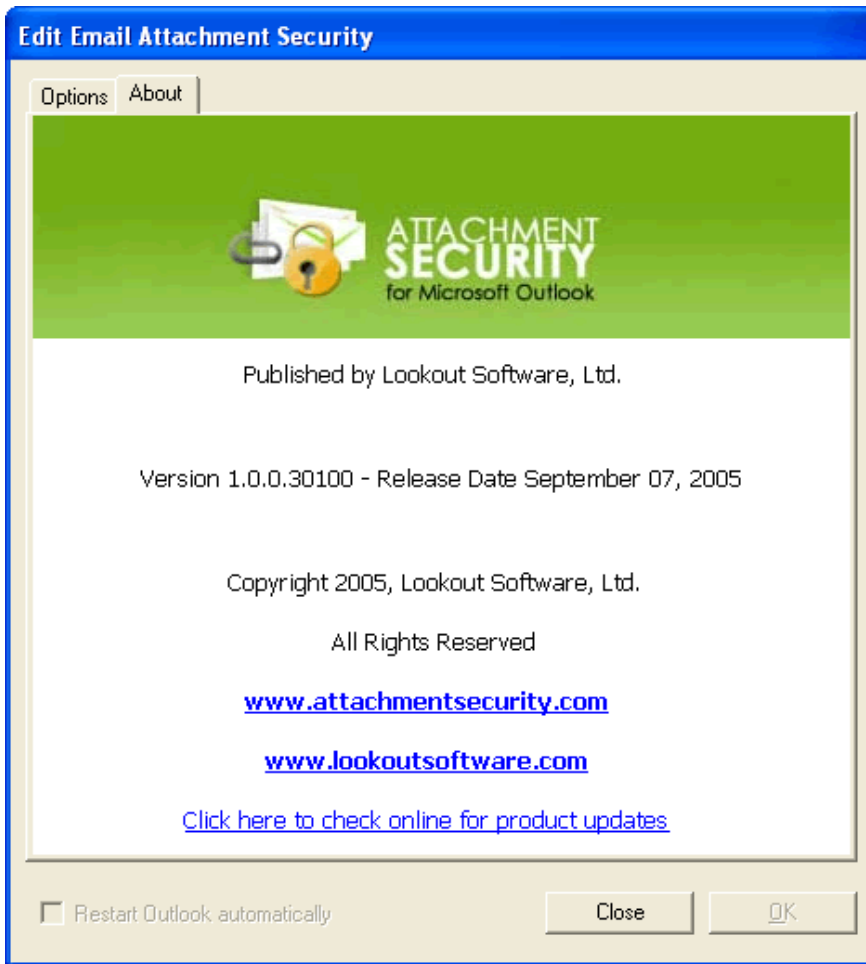 Edit Email Attachment Security
Options About
ATTACHMENT
SECURITY
for Microsoft Outlook
Published by Lookout Software, Ltd.
Version 1.0.0.30100 - Release Date September 07, 2005
Copyright 2005, Lookout Software, Ltd.
All Rights Reserved
www.attachmentsecurity.com
www.lookoutsoftware.com
Click here to check online for product updates
Restart Outlook automatically Close OK